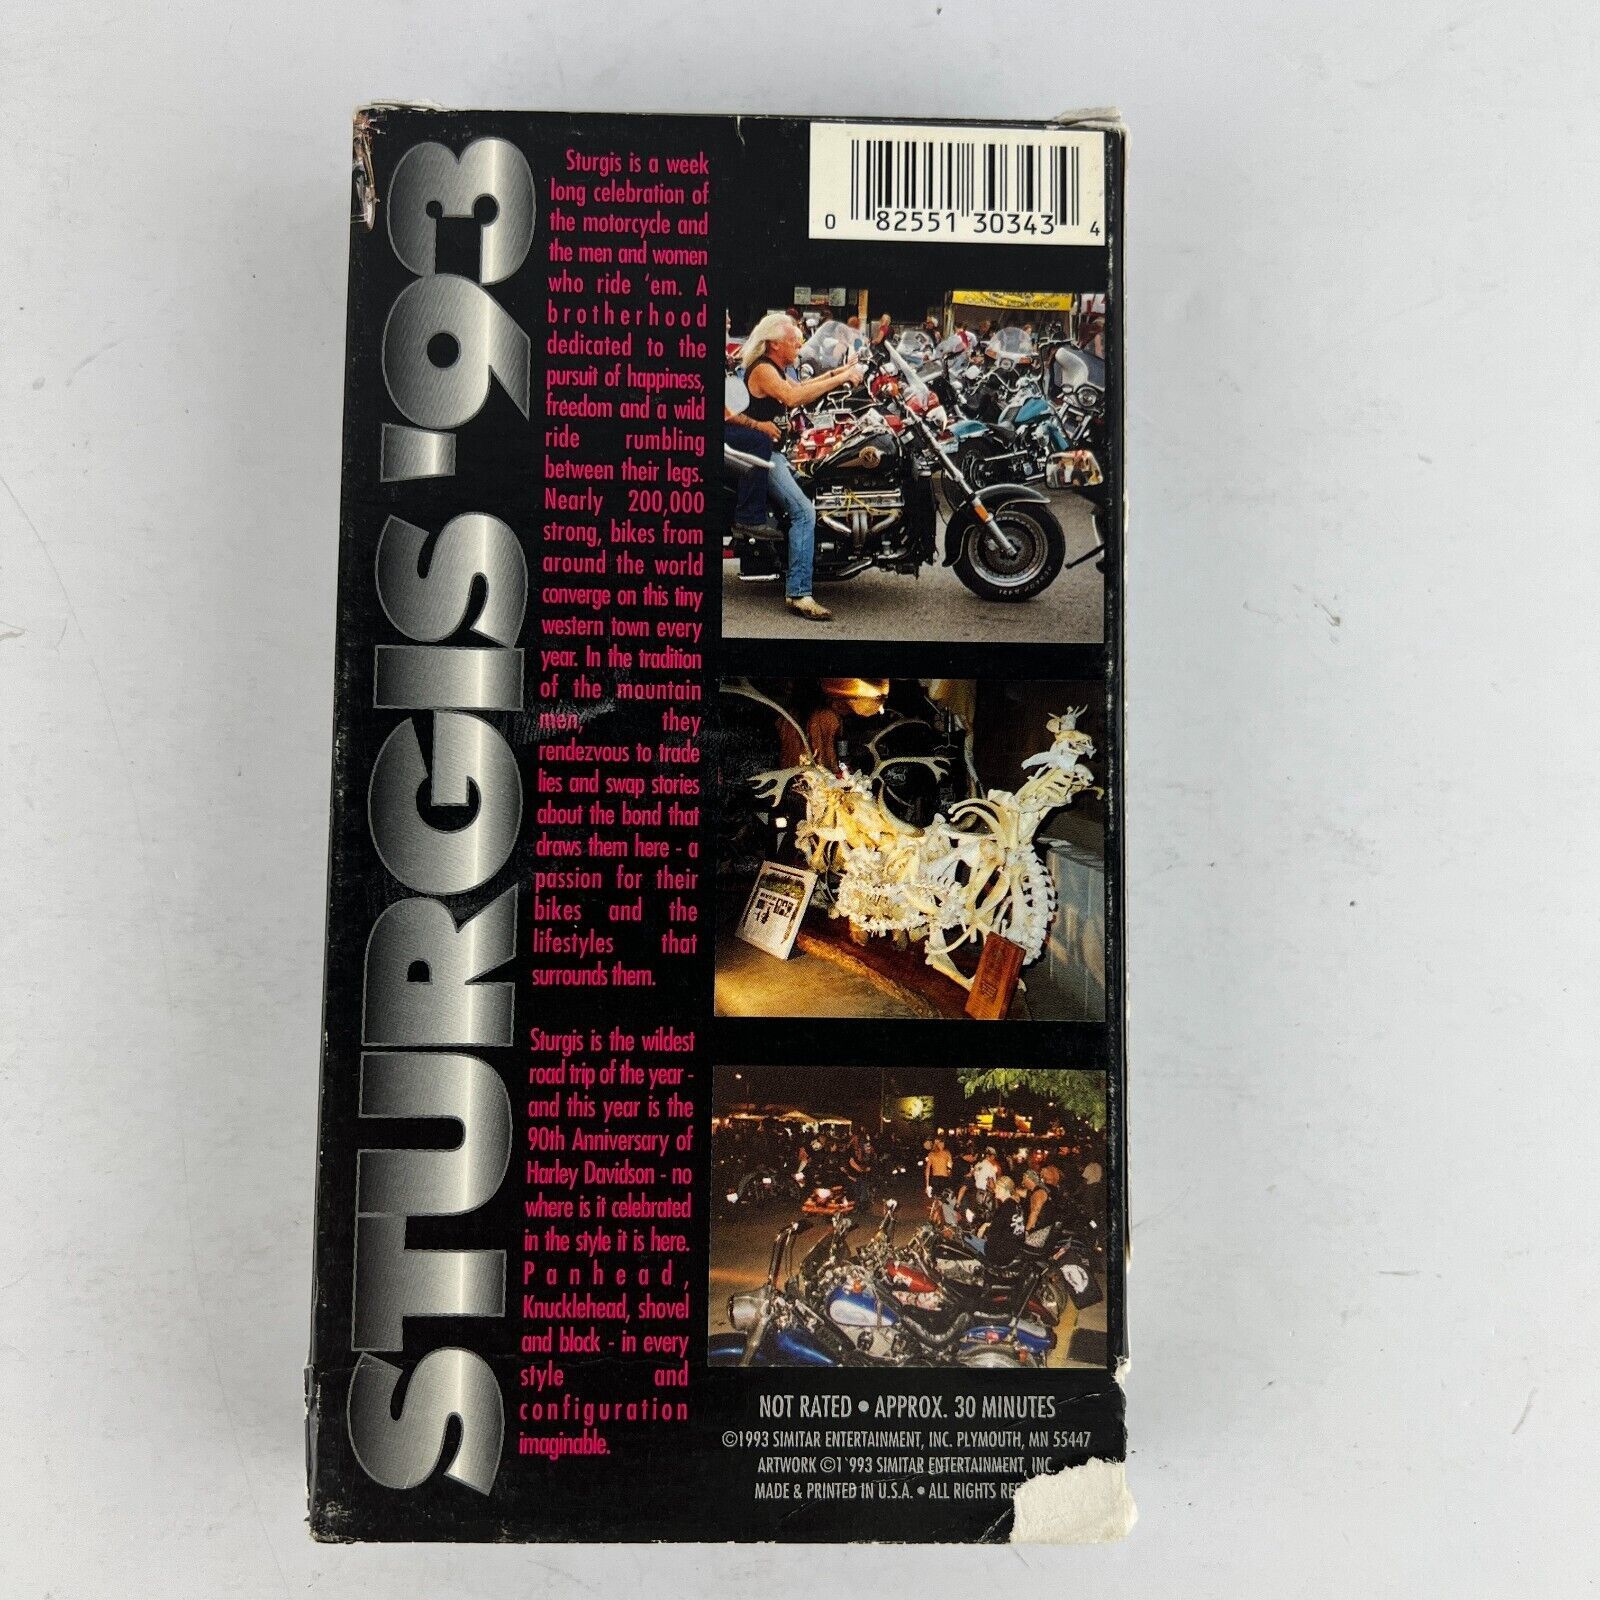 STURGIS '93
Sturgis is a week
long celebration of
the motorcycle and
the men and women
who ride 'em. A
brotherhood
dedicated to the
pursuit of happiness,
freedom and a wild
ride rumbling
between their legs.
Nearly 200,000
strong, bikes from
around the world
converge on this tiny
western town every
year. In the tradition
of the mountain
men, they
rendezvous to trade
lies and swap stories
about the bond that
draws them here - a
passion for their
bikes and the
lifestyles that
surrounds them.
Sturgis is the wildest
road trip of the year -
and this year is the
90th Anniversary of
Harley Davidson - no
where is it celebrated
in the style it is here.
Panhead,
Knucklehead, shovel
and block - in every
style and
configuration
imaginable.
0 82551 30343 4
NOT RATED • APPROX. 30 MINUTES
©1993 SIMITAR ENTERTAINMENT, INC. PLYMOUTH, MN 55447
ARTWORK ©1993 SIMITAR ENTERTAINMENT, INC.
MADE & PRINTED IN U.S.A. • ALL RIGHTS